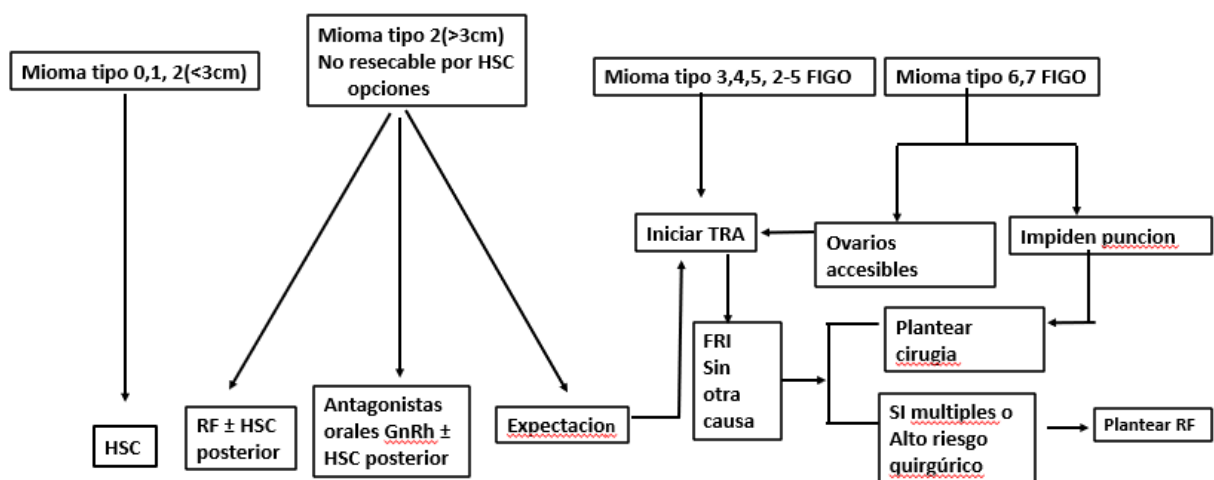 Mioma tipo 0,1, 2(<3cm)
Mioma tipo 2(>3cm)
No resecable por HSC
opciones
Mioma tipo 3,4,5, 2-5 FIGO
Mioma tipo 6,7 FIGO
Iniciar TRA
Ovarios
accesibles
Impiden puncion
FRI
Sin
otra
causa
Plantear
cirugia
HSC
RF ± HSC
posterior
Antagonistas
orales GnRh ±
HSC posterior
Expectacion
SI multiples o
Alto riesgo
quirgúrico
Plantear RF